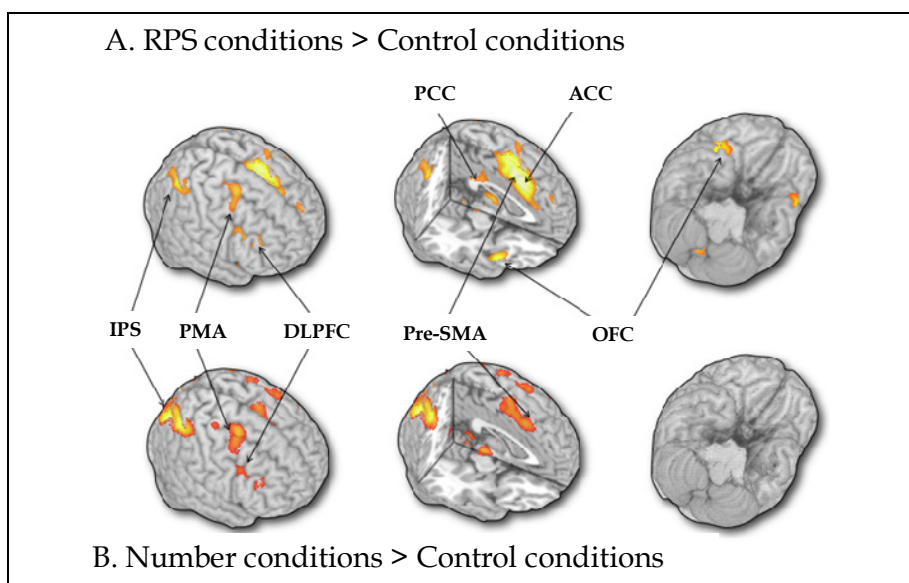 A. RPS conditions > Control conditions
PCC ACC
IPS PMA DLPFC Pre-SMA OFC
B. Number conditions > Control conditions